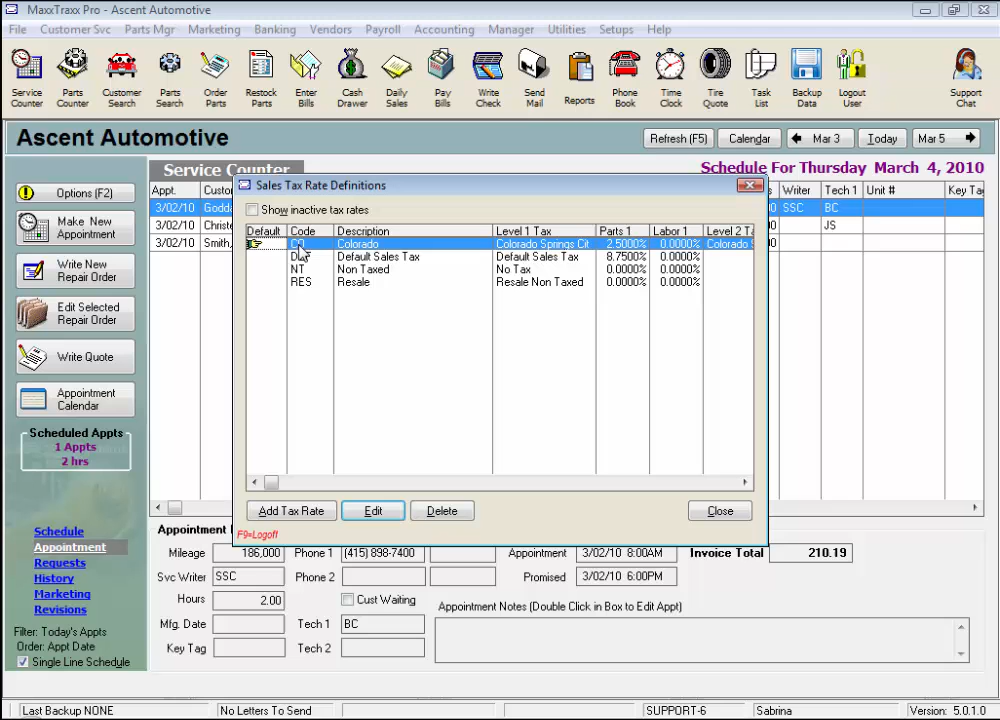 MaxxTraxx Pro - Ascent Automotive
File Customer Svc Parts Mgr Marketing Banking Vendors Payroll Accounting Manager Utilities Setups Help
Service Counter
Parts Counter
Customer Search
Parts Search
Order Parts
Restock Parts
Enter Bills
Cash Drawer
Daily Sales
Pay Bills
Write Check
Send Mail
Reports
Phone Book
Time Clock
Tire Quote
Task List
Backup Data
Logout User
Support Chat
Ascent Automotive
Refresh (F5) Calendar Mar 3 Today Mar 5
Service Counter
Schedule For Thursday March 4, 2010
Options (F2)
Make New Appointment
Write New Repair Order
Edit Selected Repair Order
Write Quote
Appointment Calendar
Scheduled Appts
1 Appts
2 hrs
Schedule
Appointment
Requests
History
Marketing
Revisions
Filter: Today's Appts
Order: Appt Date
Single Line Schedule
Appt. Custo Writer Tech 1 Unit # Key Ta
3/02/10 Godda 00 SSC BC
3/02/10 Christe 00 JS
3/02/10 Smith, 00
Sales Tax Rate Definitions
Show inactive tax rates
Default Code Description Level 1 Tax Parts 1 Labor 1 Level 2 Ta
Colorado Colorado Springs Cit 2.5000% 0.0000% Colorado S
Default Sales Tax Default Sales Tax 8.7500% 0.0000%
NT Non Taxed No Tax 0.0000% 0.0000%
RES Resale Resale Non Taxed 0.0000% 0.0000%
Add Tax Rate Edit Delete Close
F9=Logoff
Appointment
Mileage 186,000 Phone 1 (415) 898-7400 Appointment 3/02/10 8:00AM Invoice Total 210.19
Svc Writer SSC Phone 2 Promised 3/02/10 6:00PM
Hours 2.00 Cust Waiting Appointment Notes (Double Click in Box to Edit Appt)
Mfg. Date Tech 1 BC
Key Tag Tech 2
Last Backup NONE No Letters To Send SUPPORT-6 Sabrina Version: 5.0.1.0